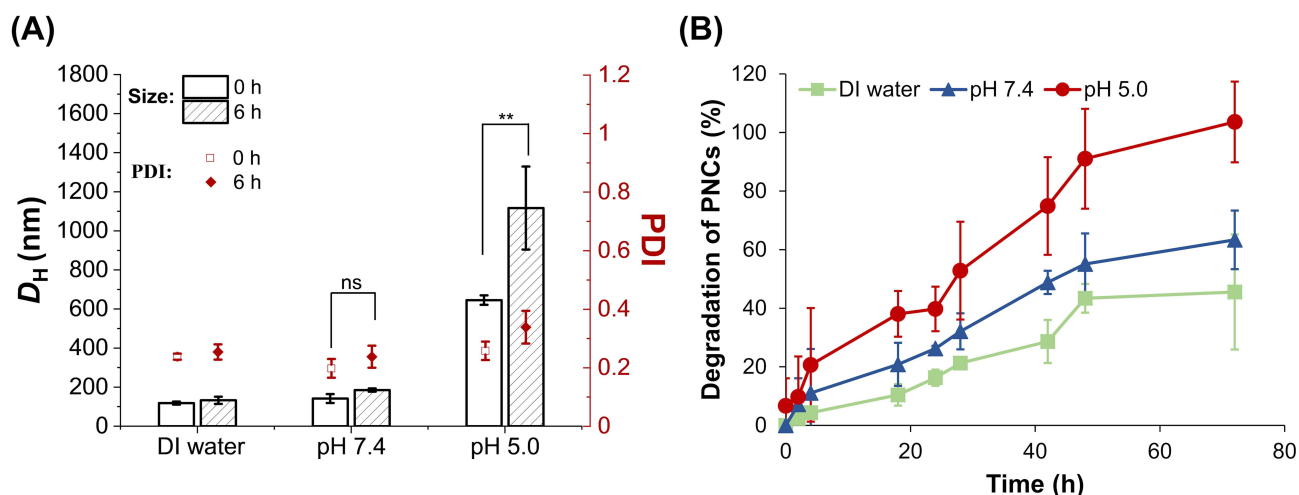 (A)
1800
1600
1400
1200
1000
800
600
400
200
0
D_H (nm)
Size:
0 h
6 h
PDI:
0 h
6 h
ns
**
1.2
1
0.8
0.6
0.4
0.2
0
PDI
DI water
pH 7.4
pH 5.0
(B)
120
100
80
60
40
20
0
Degradation of PNCs (%)
DI water
pH 7.4
pH 5.0
0
20
40
60
80
Time (h)